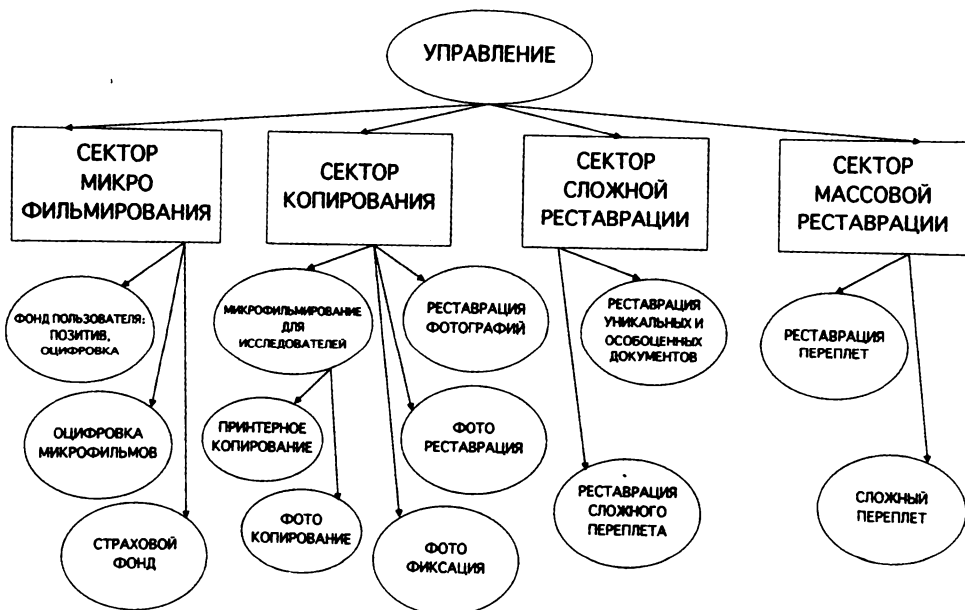 УПРАВЛЕНИЕ
СЕКТОР
МИКРО
ФИЛЬМИРОВАНИЯ
СЕКТОР
КОПИРОВАНИЯ
СЕКТОР
СЛОЖНОЙ
РЕСТАВРАЦИИ
СЕКТОР
МАССОВОЙ
РЕСТАВРАЦИИ
ФОНД ПОЛЬЗОВАТЕЛЯ:
ПОЗИТИВ,
ОЦИФРОВКА
МИКРОФИЛЬМИРОВАНИЕ
ДЛЯ
ИССЛЕДОВАТЕЛЕЙ
РЕСТАВРАЦИЯ
ФОТОГРАФИЙ
РЕСТАВРАЦИЯ
УНИКАЛЬНЫХ И
ОСОБОЦЕННЫХ
ДОКУМЕНТОВ
РЕСТАВРАЦИЯ
ПЕРЕПЛЕТ
ОЦИФРОВКА
МИКРОФИЛЬМОВ
ПРИНТЕРНОЕ
КОПИРОВАНИЕ
ФОТО
РЕСТАВРАЦИЯ
РЕСТАВРАЦИЯ
СЛОЖНОГО
ПЕРЕПЛЕТА
СЛОЖНЫЙ
ПЕРЕПЛЕТ
СТРАХОВОЙ
ФОНД
ФОТО
КОПИРОВАНИЕ
ФОТО
ФИКСАЦИЯ